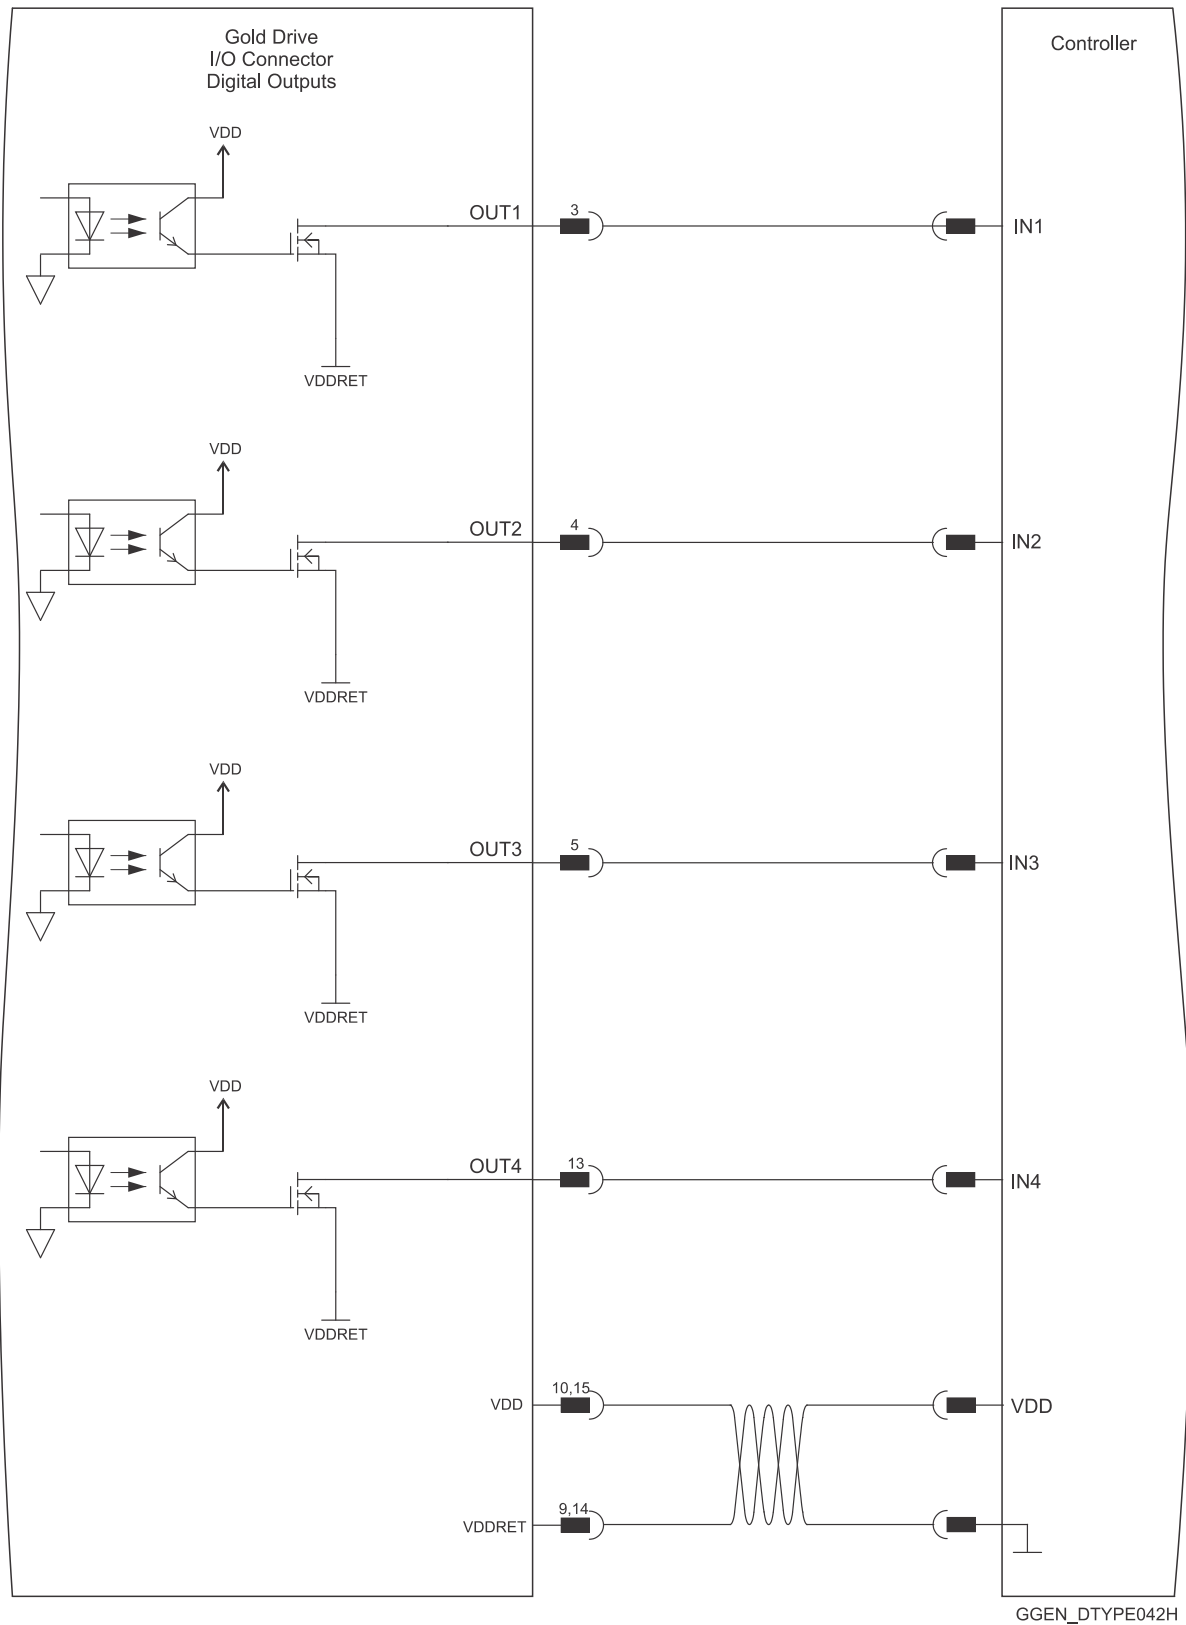 Gold Drive
I/O Connector
Digital Outputs
Controller
VDD
OUT1
3
IN1
VDDRET
VDD
OUT2
4
IN2
VDDRET
VDD
OUT3
5
IN3
VDDRET
VDD
OUT4
13
IN4
VDDRET
VDD
10,15
VDD
VDDRET
9,14
GGEN_DTYPE042H